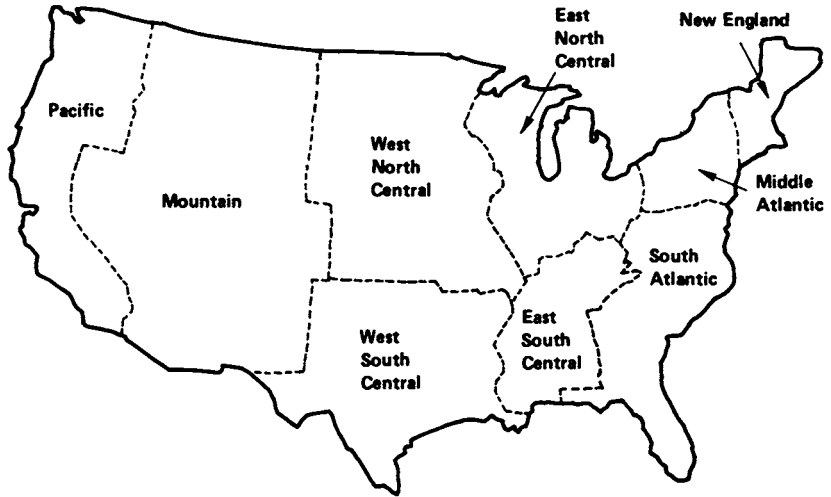 East
North
Central
New England
Pacific
West
North
Central
Mountain
Middle
Atlantic
South
Atlantic
East
South
Central
West
South
Central